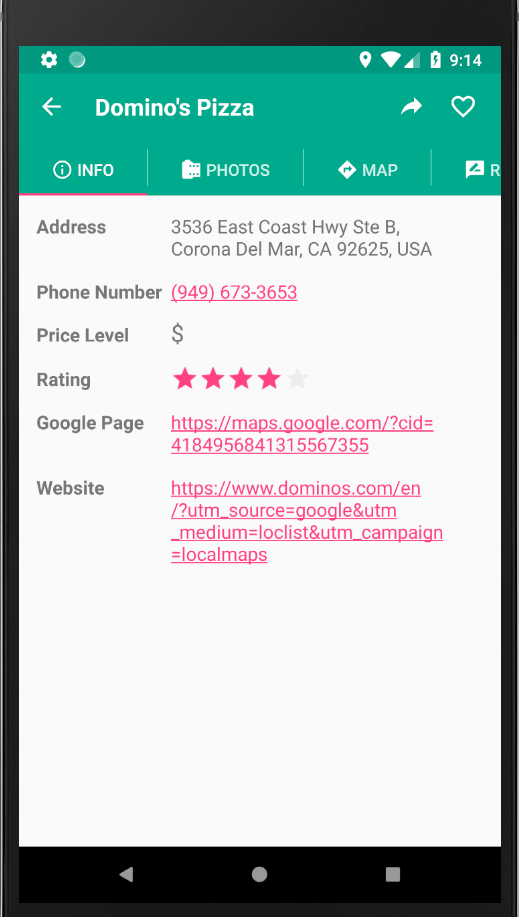 9:14
Domino's Pizza
INFO PHOTOS MAP R
Address 3536 East Coast Hwy Ste B,
Corona Del Mar, CA 92625, USA
Phone Number (949) 673-3653
Price Level $
Rating
Google Page https://maps.google.com/?cid=
4184956841315567355
Website https://www.dominos.com/en
/?utm_source=google&utm
_medium=loclist&utm_campaign
=localmaps